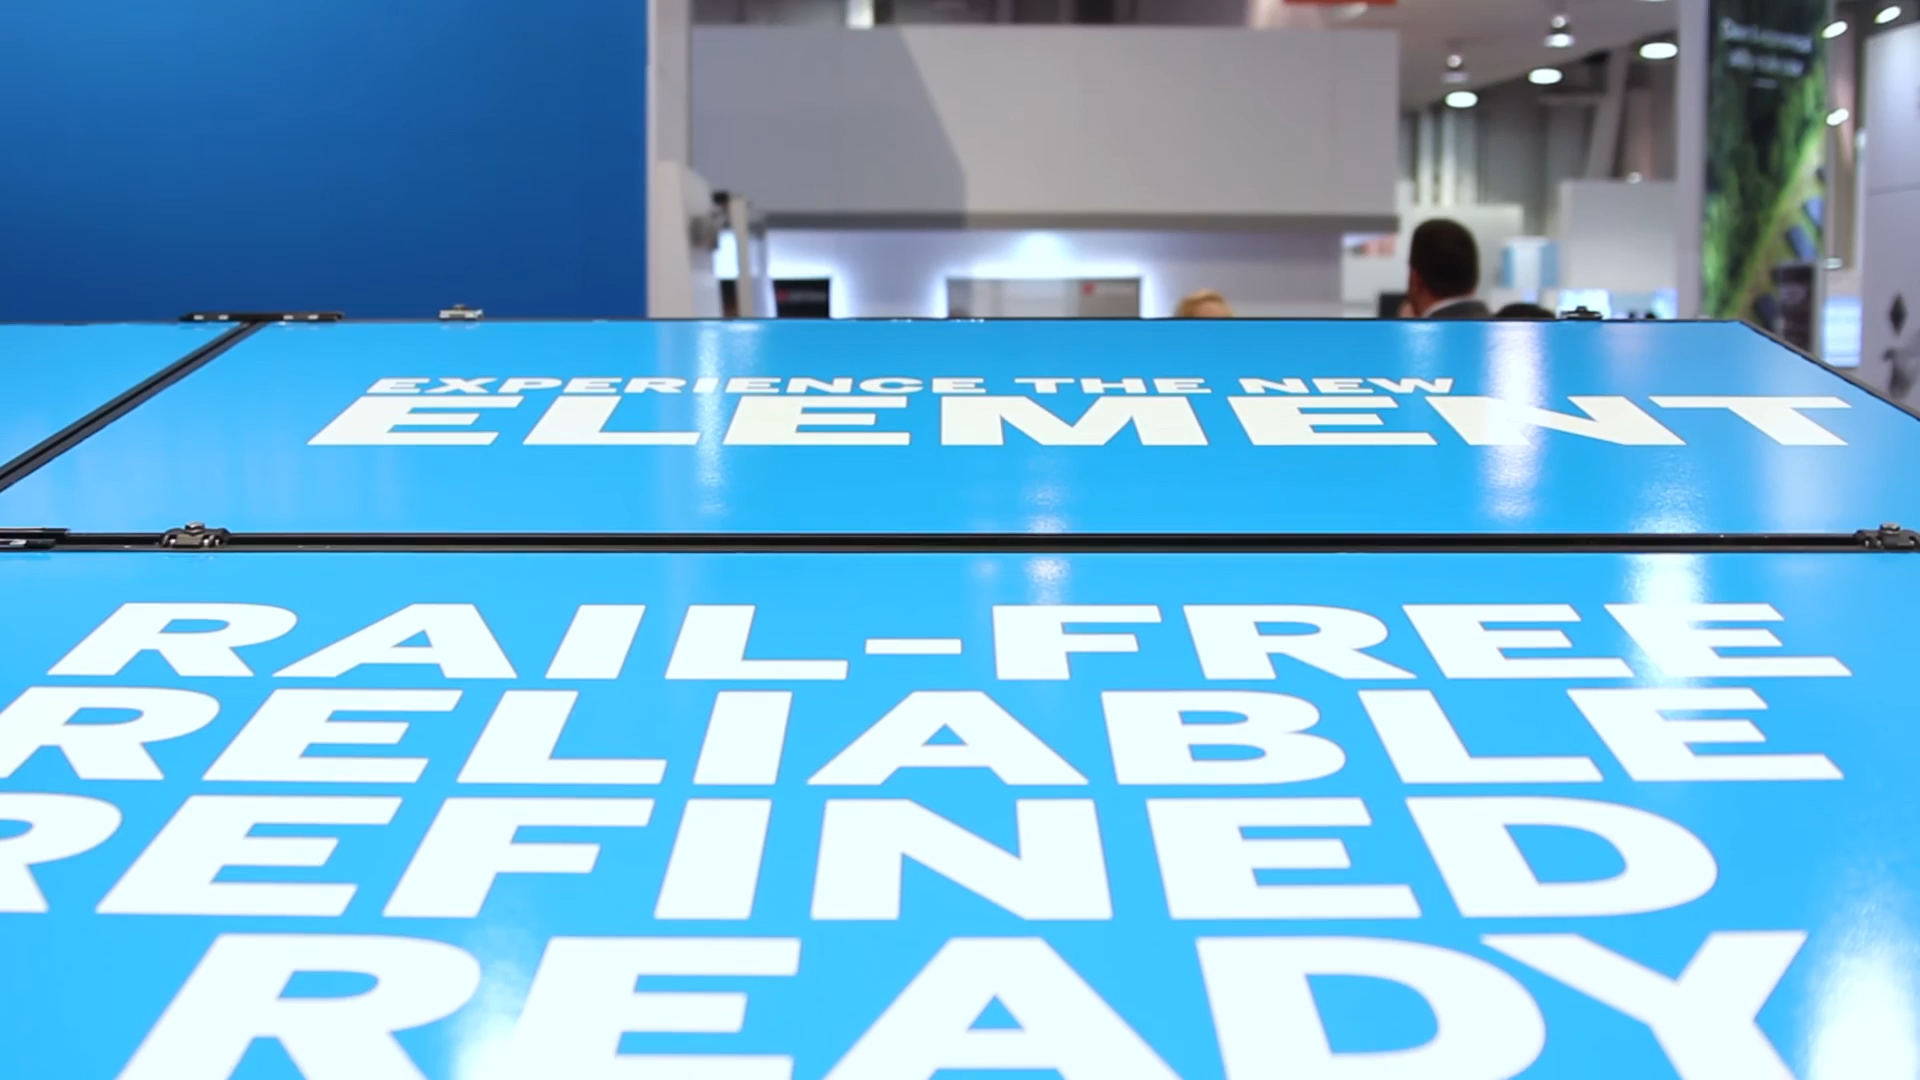 EXPERIENCE THE NEW
ELEMENT
RAIL-FREE
RELIABLE
REFINED
READY